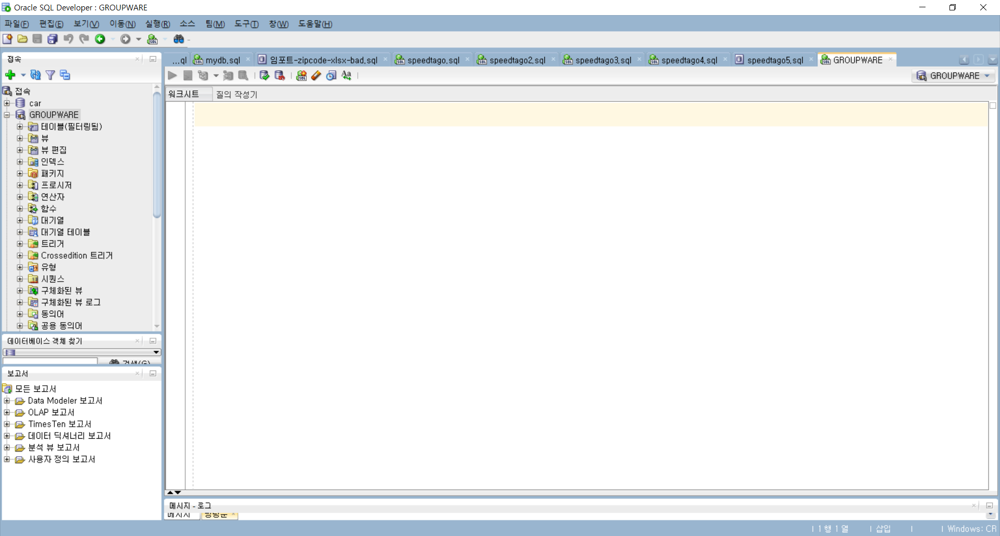 Oracle SQL Developer : GROUPWARE
파일(F) 편집(E) 보기(V) 이동(N) 실행(R) 소스 팀(M) 도구(T) 창(W) 도움말(H)
접속
...ql mydb.sql 임포트-zipcode-xlsx-bad.sql speedtago.sql speedtago2.sql speedtago3.sql speedtago4.sql speedtago5.sql GROUPWARE
GROUPWARE
워크시트 질의 작성기
접속
car
GROUPWARE
테이블(필터링됨)
뷰
뷰 편집
인덱스
패키지
프로시저
연산자
함수
대기열
대기열 테이블
트리거
Crossedition 트리거
유형
시퀀스
구체화된 뷰
구체화된 뷰 로그
동의어
공용 동의어
데이터베이스 객체 찾기
검색(G)
보고서
모든 보고서
Data Modeler 보고서
OLAP 보고서
TimesTen 보고서
데이터 딕셔너리 보고서
분석 뷰 보고서
사용자 정의 보고서
메시지 - 로그
메시지 명령문
1 행 1 열 삽입 Windows: CR